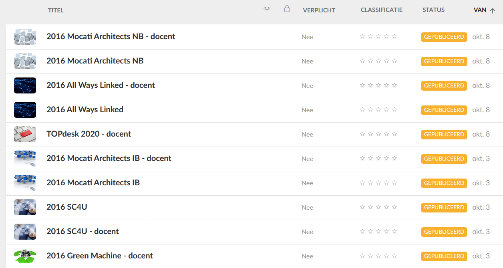 TITEL VERPLICHT CLASSIFICATIE STATUS VAN
2016 Mocati Architects NB - docent Nee GEPUBLICEERD okt. 8
2016 Mocati Architects NB Nee GEPUBLICEERD okt. 8
2016 All Ways Linked - docent Nee GEPUBLICEERD okt. 8
2016 All Ways Linked Nee GEPUBLICEERD okt. 8
TOPdesk 2020 - docent Nee GEPUBLICEERD okt. 8
2016 Mocati Architects IB - docent Nee GEPUBLICEERD okt. 3
2016 Mocati Architects IB Nee GEPUBLICEERD okt. 3
2016 SC4U Nee GEPUBLICEERD okt. 3
2016 SC4U - docent Nee GEPUBLICEERD okt. 3
2016 Green Machine - docent Nee GEPUBLICEERD okt. 3